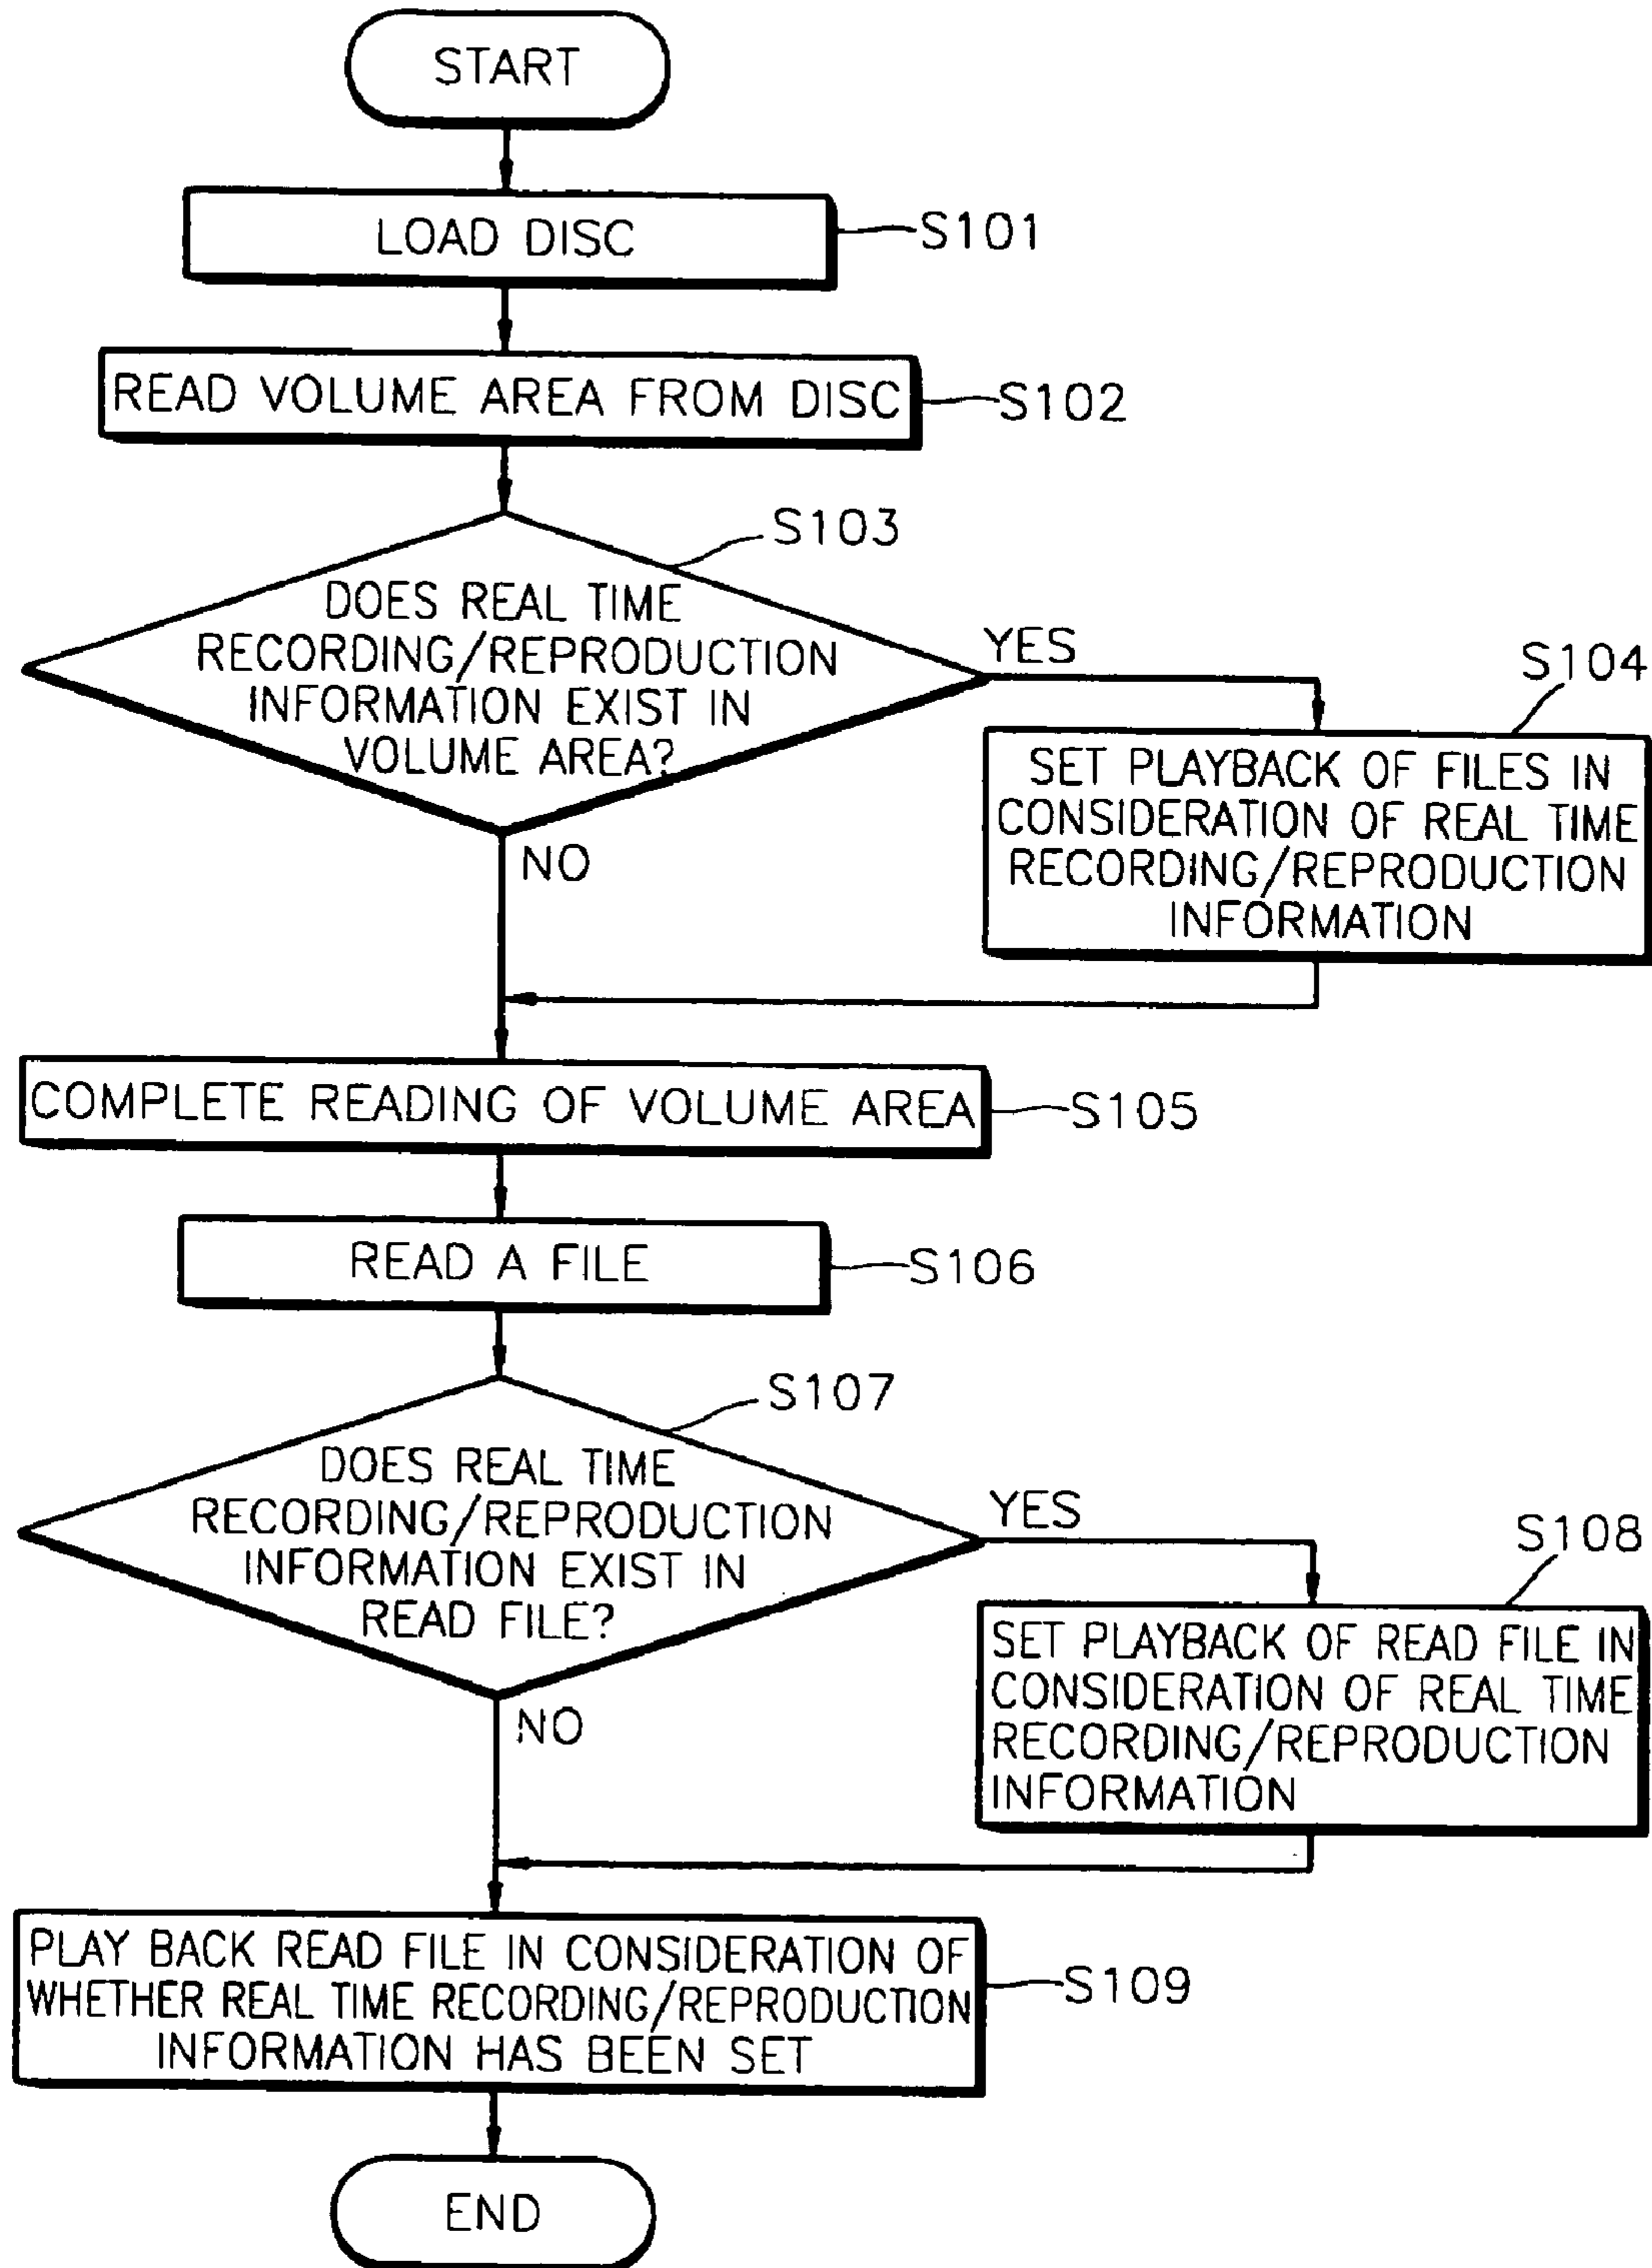 START
LOAD DISC
S101
READ VOLUME AREA FROM DISC
S102
S103
DOES REAL TIME
RECORDING/REPRODUCTION
INFORMATION EXIST IN
VOLUME AREA?
YES
NO
S104
SET PLAYBACK OF FILES IN
CONSIDERATION OF REAL TIME
RECORDING/REPRODUCTION
INFORMATION
COMPLETE READING OF VOLUME AREA
S105
READ A FILE
S106
S107
DOES REAL TIME
RECORDING/REPRODUCTION
INFORMATION EXIST IN
READ FILE?
YES
NO
S108
SET PLAYBACK OF READ FILE IN
CONSIDERATION OF REAL TIME
RECORDING/REPRODUCTION
INFORMATION
PLAY BACK READ FILE IN CONSIDERATION OF
WHETHER REAL TIME RECORDING/REPRODUCTION
INFORMATION HAS BEEN SET
S109
END